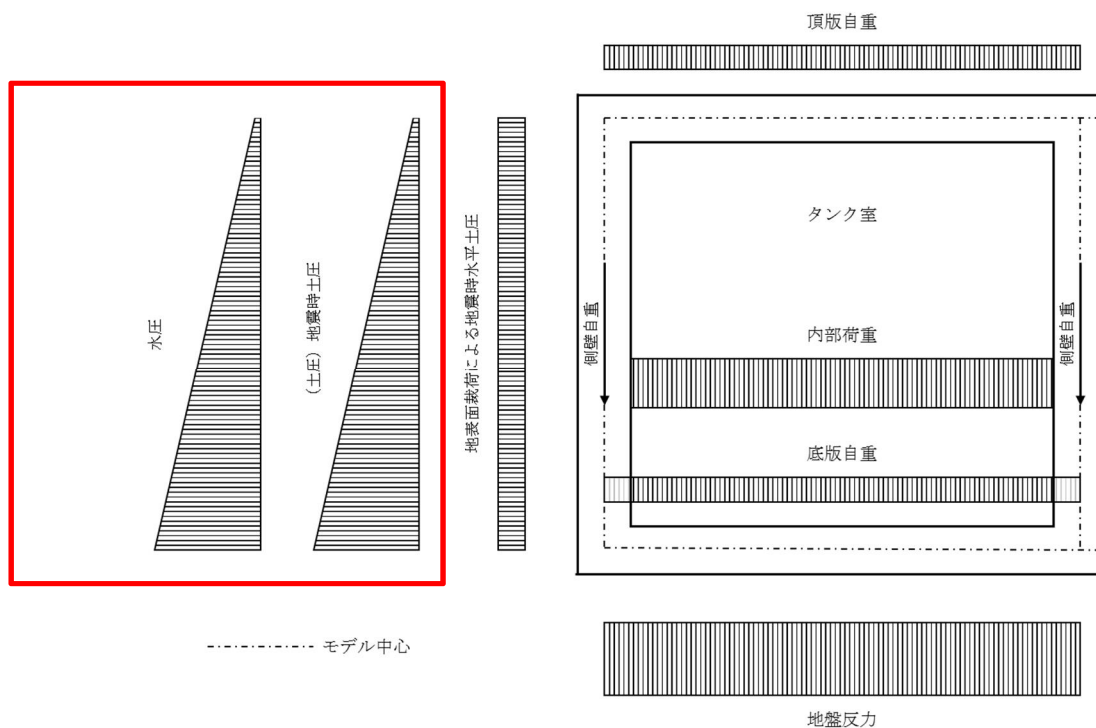 頂版自重
水圧
(土圧) 地震時土圧
地表面裁荷による地震時水平土圧
タンク室
側壁自重
内部荷重
側壁自重
底版自重
モデル中心
地盤反力